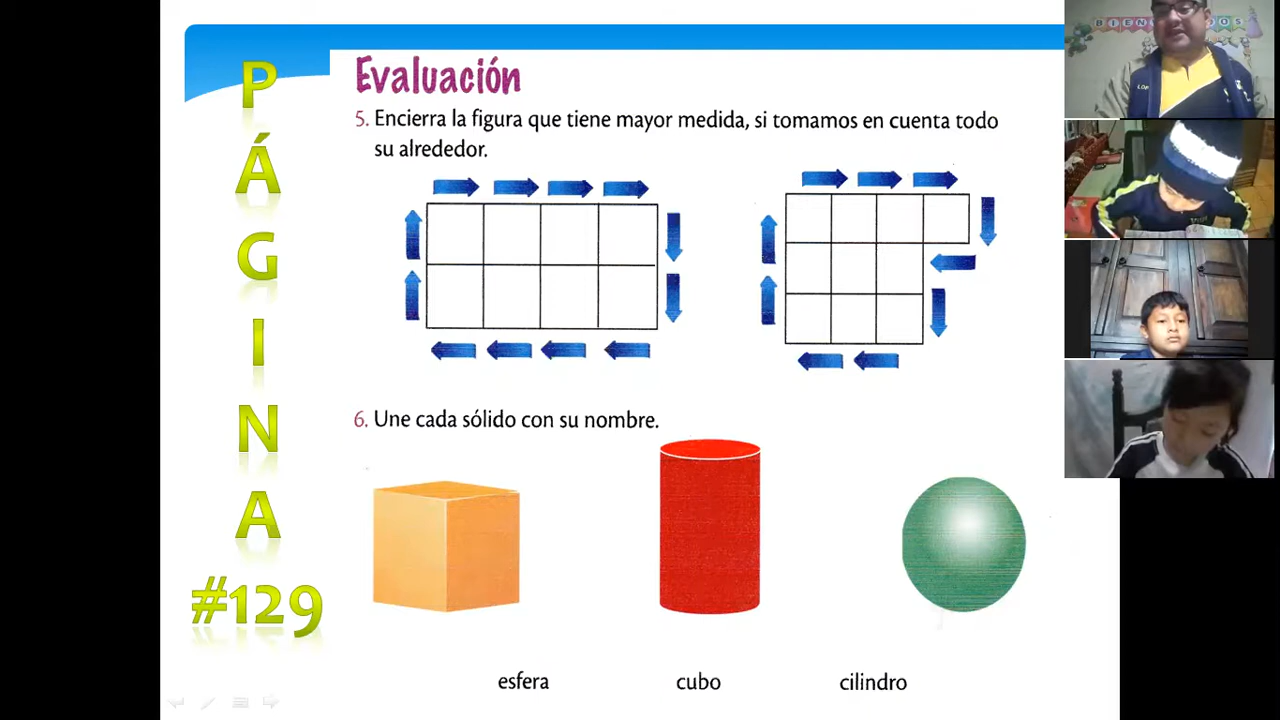 PÁGINA
#129
Evaluación
5. Encierra la figura que tiene mayor medida, si tomamos en cuenta todo
su alrededor.
6. Une cada sólido con su nombre.
esfera cubo cilindro